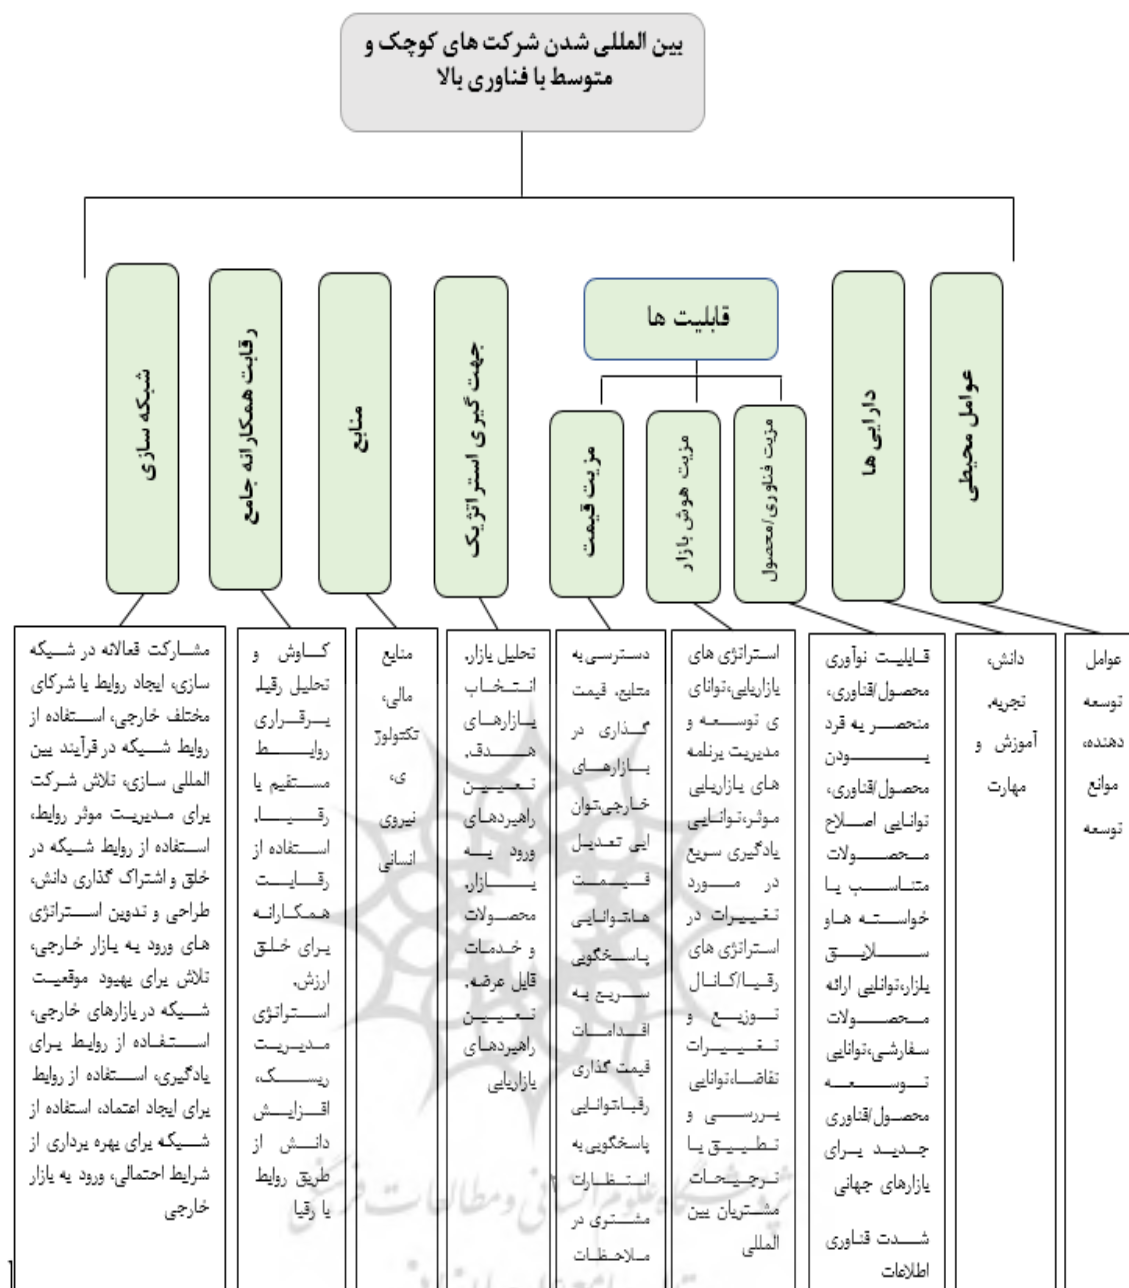 بین المللی شدن شرکت های کوچک و
متوسط با فناوری بالا
عوامل محیطی
دارایی ها
قابلیت ها
مزیت فناوری/محصول
مزیت هوش بازار
مزیت قیمت
جهت گیری استراتژیک
منابع
رقابت همکارانه جامع
شبکه سازی
عوامل
توسعه
دهنده،
موانع
توسعه
دانش،
تجربه،
آموزش و
مهارت
قابلیت نوآوری
محصول/فناوری،
منحصر به فرد
بودن
محصول/فناوری،
توانایی اصلاح
محصولات
متناسب با
خواسته ها و
سلایق
بازار،توانایی ارائه
محصولات
سفارشی،توانایی
توسعه
محصول/فناوری
جدید برای
بازارهای جهانی
شدت فناوری
اطلاعات
استراتژی های
بازاریابی،توانای
ی توسعه و
مدیریت برنامه
های بازاریابی
موثر،توانایی
یادگیری سریع
در مورد
تغییرات در
استراتژی های
رقبا/کانال
توزیع و
تغییرات
تقاضا،توانایی
بررسی و
تطبیق با
ترجیحات
مشتریان بین
المللی
دسترسی به
منابع، قیمت
گذاری در
بازارهای
خارجی،توان
ایی تعدیل
قیمت
ها،توانایی
پاسخگویی
سریع به
اقدامات
قیمت گذاری
رقبا،توانایی
پاسخگویی به
انتظارات
مشتری در
ملاحظات
تحلیل بازار،
انتخاب
بازارهای
هدف،
تعیین
راهبردهای
ورود به
بازار،
محصولات
و خدمات
قابل عرضه،
تعیین
راهبردهای
بازاریابی
منابع
مالی،
تکنولوژ
ی،
نیروی
انسانی
کاوش و
تحلیل رقبا،
برقراری
روابط
مستقیم با
رقبا،
استفاده از
رقابت
همکارانه
برای خلق
ارزش،
استراتژی
مدیریت
ریسک،
افزایش
دانش از
طریق روابط
با رقبا
مشارکت فعالانه در شبکه
سازی، ایجاد روابط با شرکای
مختلف خارجی، استفاده از
روابط شبکه در فرآیند بین
المللی سازی، تلاش شرکت
برای مدیریت موثر روابط،
استفاده از روابط شبکه در
خلق و اشتراک گذاری دانش،
طراحی و تدوین استراتژی
های ورود به بازار خارجی،
تلاش برای بهبود موقعیت
شبکه در بازارهای خارجی،
استفاده از روابط برای
یادگیری، استفاده از روابط
برای ایجاد اعتماد، استفاده از
شبکه برای بهره برداری از
شرایط احتمالی، ورود به بازار
خارجی
پژوهشگاه علوم انسانی و مطالعات فرهنگی